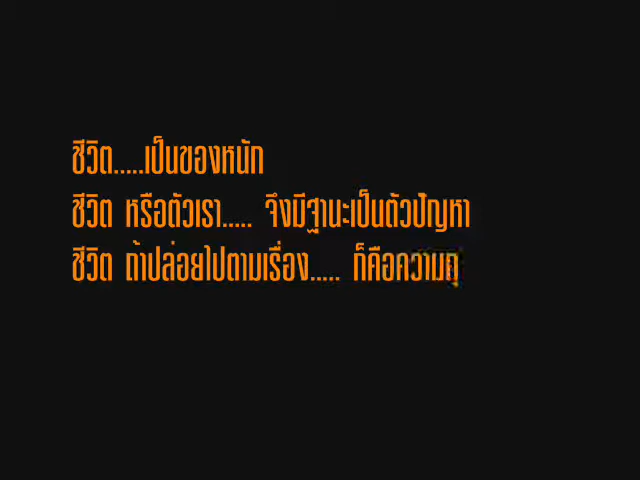 ชีวิต.....เป็นของหนัก
ชีวิต หรือตัวเรา..... จึงมีฐานะเป็นตัวปัญหา
ชีวิต ถ้าปล่อยไปตามเรื่อง..... ก็คือความ